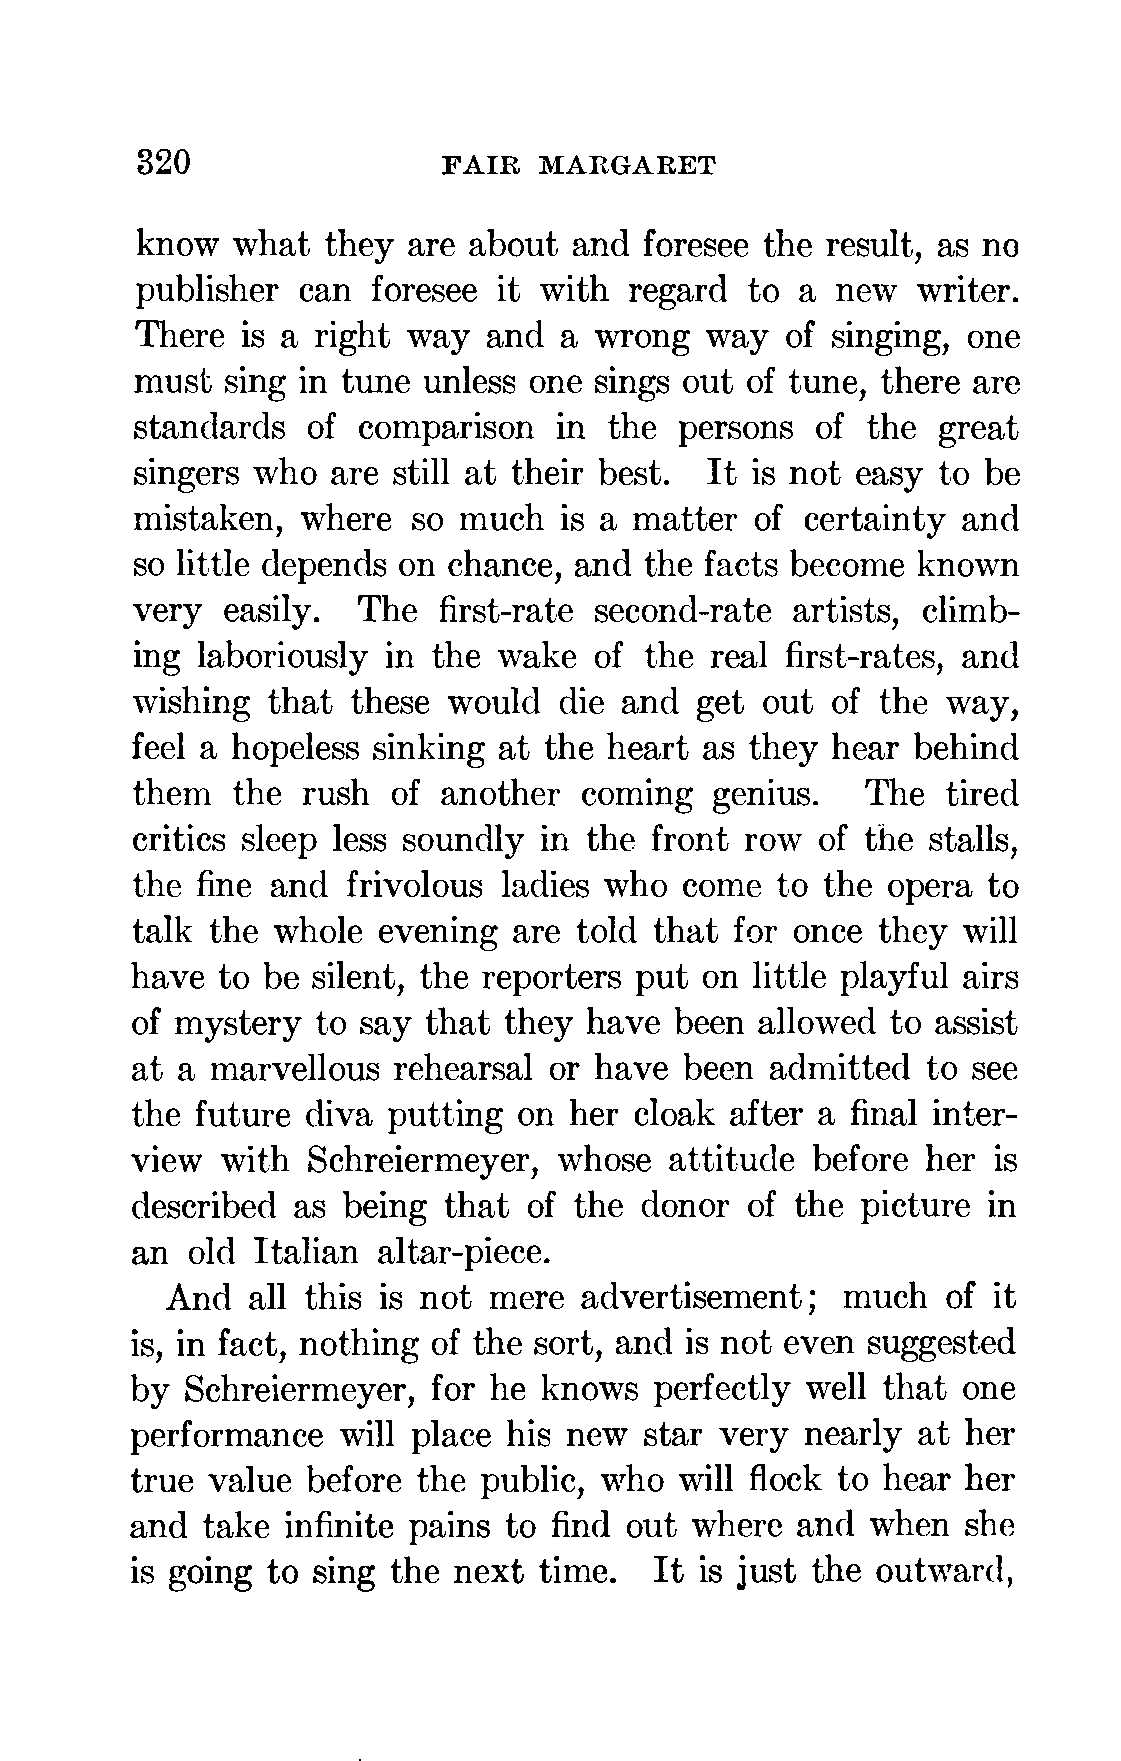 320 FAIR MARGARET
know what they are about and foresee the result, as no
publisher can foresee it with regard to a new writer.
There is a right way and a wrong way of singing, one
must sing in tune unless one sings out of tune, there are
standards of comparison in the persons of the great
singers who are still at their best. It is not easy to be
mistaken, where so much is a matter of certainty and
so little depends on chance, and the facts become known
very easily. The first-rate second-rate artists, climb-
ing laboriously in the wake of the real first-rates, and
wishing that these would die and get out of the way,
feel a hopeless sinking at the heart as they hear behind
them the rush of another coming genius. The tired
critics sleep less soundly in the front row of the stalls,
the fine and frivolous ladies who come to the opera to
talk the whole evening are told that for once they will
have to be silent, the reporters put on little playful airs
of mystery to say that they have been allowed to assist
at a marvellous rehearsal or have been admitted to see
the future diva putting on her cloak after a final inter-
view with Schreiermeyer, whose attitude before her is
described as being that of the donor of the picture in
an old Italian altar-piece.
And all this is not mere advertisement; much of it
is, in fact, nothing of the sort, and is not even suggested
by Schreiermeyer, for he knows perfectly well that one
performance will place his new star very nearly at her
true value before the public, who will flock to hear her
and take infinite pains to find out where and when she
is going to sing the next time. It is just the outward,